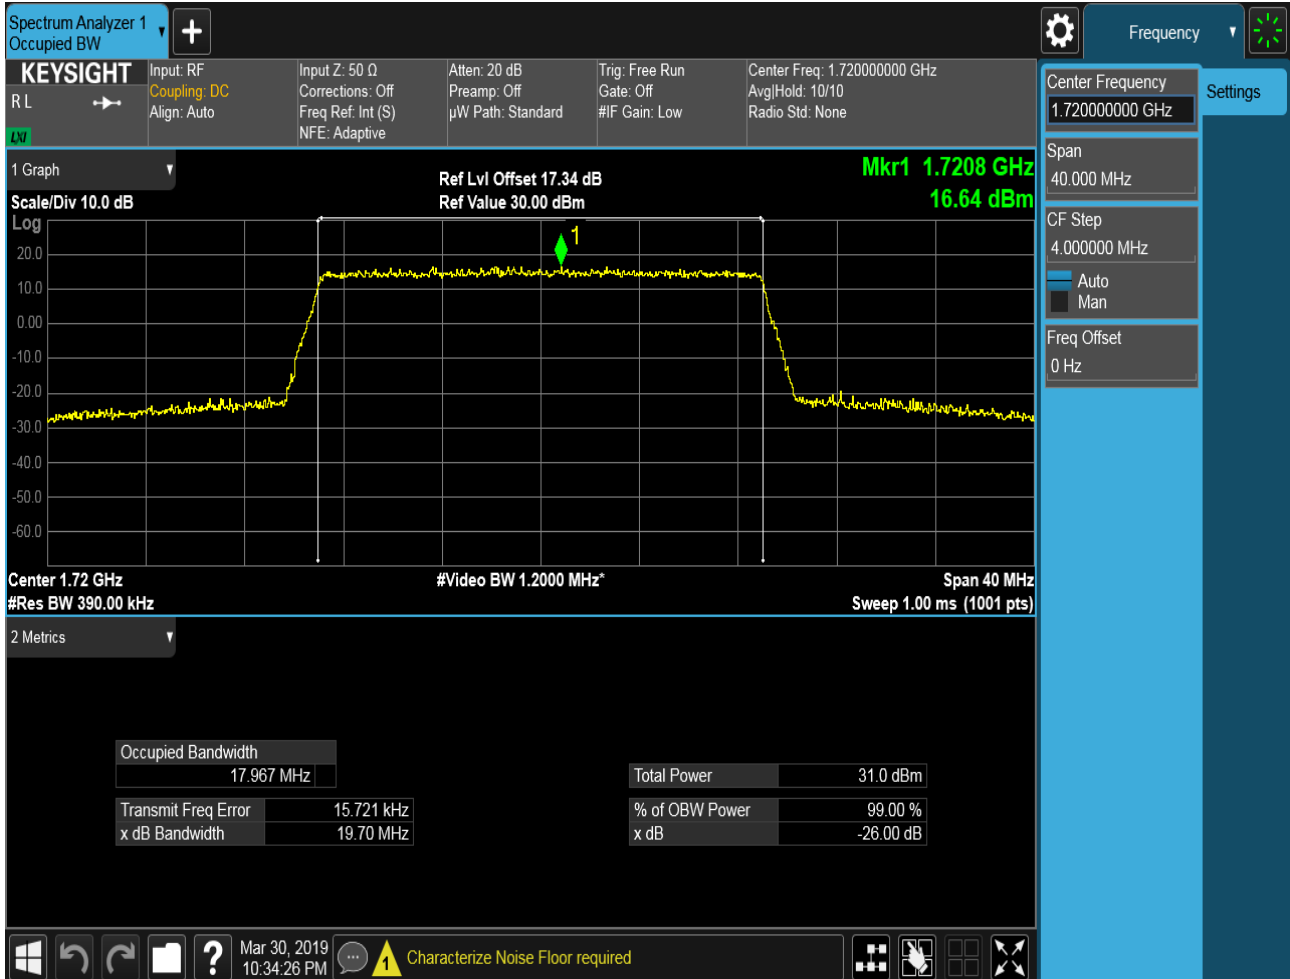 Spectrum Analyzer 1
Occupied BW
+
Frequency
KEYSIGHT
R L
LXI
Input: RF
Coupling: DC
Align: Auto
Input Z: 50 Ω
Corrections: Off
Freq Ref: Int (S)
NFE: Adaptive
Atten: 20 dB
Preamp: Off
µW Path: Standard
Trig: Free Run
Gate: Off
#IF Gain: Low
Center Freq: 1.720000000 GHz
Avg|Hold: 10/10
Radio Std: None
Center Frequency
1.720000000 GHz
Settings
Span
40.000 MHz
CF Step
4.000000 MHz
Auto
Man
Freq Offset
0 Hz
1 Graph
Scale/Div 10.0 dB
Log
Ref Lvl Offset 17.34 dB
Ref Value 30.00 dBm
Mkr1 1.7208 GHz
16.64 dBm
1
20.0
10.0
0.00
-10.0
-20.0
-30.0
-40.0
-50.0
-60.0
Center 1.72 GHz
#Res BW 390.00 kHz
#Video BW 1.2000 MHz*
Span 40 MHz
Sweep 1.00 ms (1001 pts)
2 Metrics
Occupied Bandwidth
17.967 MHz
Transmit Freq Error 15.721 kHz
x dB Bandwidth 19.70 MHz
Total Power 31.0 dBm
% of OBW Power 99.00 %
x dB -26.00 dB
?
Mar 30, 2019
10:34:26 PM
1
Characterize Noise Floor required